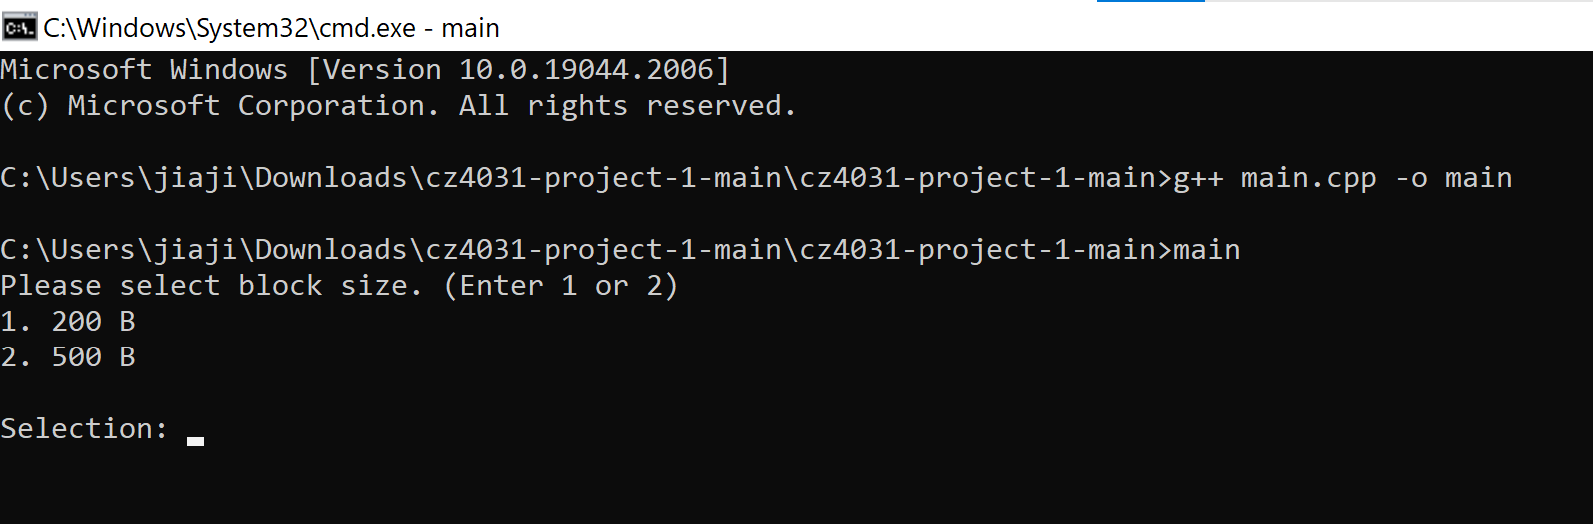 C:\Windows\System32\cmd.exe - main
Microsoft Windows [Version 10.0.19044.2006]
(c) Microsoft Corporation. All rights reserved.
C:\Users\jiaji\Downloads\cz4031-project-1-main\cz4031-project-1-main>g++ main.cpp -o main
C:\Users\jiaji\Downloads\cz4031-project-1-main\cz4031-project-1-main>main
Please select block size. (Enter 1 or 2)
1. 200 B
2. 500 B
Selection: